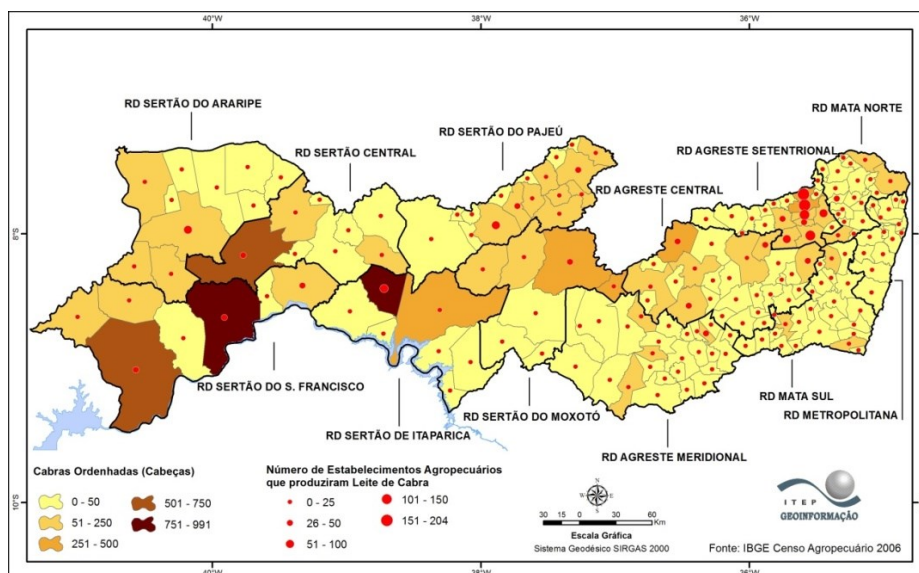 40°W
38°W
36°W
RD SERTÃO DO ARARIPE
RD MATA NORTE
RD SERTÃO DO PAJEÚ
RD SERTÃO CENTRAL
RD AGRESTE SETENTRIONAL
RD AGRESTE CENTRAL
8°S
8°S
RD SERTÃO DO S. FRANCISCO
RD MATA SUL
RD SERTÃO DO MOXOTÓ
RD METROPOLITANA
RD SERTÃO DE ITAPARICA
RD AGRESTE MERIDIONAL
Cabras Ordenhadas (Cabeças)
0 - 50
51 - 250
251 - 500
501 - 750
751 - 991
Número de Estabelecimentos Agropecuários
que produziram Leite de Cabra
0 - 25
26 - 50
51 - 100
101 - 150
151 - 204
N
W
E
S
30 15 0 30 60
Km
Escala Gráfica
Sistema Geodésico SIRGAS 2000
ITEP
GEOINFORMAÇÃO
Fonte: IBGE Censo Agropecuário 2006
10°S
10°S
40°W
38°W
36°W